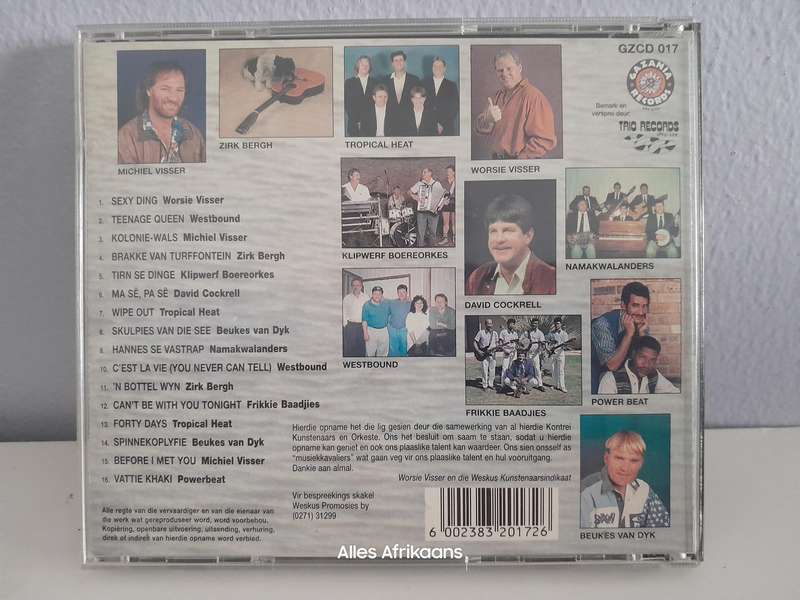 GZCD 017
GAZANIA
RECORDS
Bemark en
versprei deur:
TRIO RECORDS
MICHIEL VISSER
ZIRK BERGH
TROPICAL HEAT
WORSIE VISSER
KLIPWERF BOEREORKES
DAVID COCKRELL
NAMAKWALANDERS
WESTBOUND
FRIKKIE BAADJIES
POWER BEAT
BEUKES VAN DYK
1. SEXY DING Worsie Visser
2. TEENAGE QUEEN Westbound
3. KOLONIE-WALS Michiel Visser
4. BRAKKE VAN TURFFONTEIN Zirk Bergh
5. TIRN SE DINGE Klipwerf Boereorkes
6. MA SÊ, PA SÊ David Cockrell
7. WIPE OUT Tropical Heat
8. SKULPIES VAN DIE SEE Beukes van Dyk
9. HANNES SE VASTRAP Namakwalanders
10. C'EST LA VIE (YOU NEVER CAN TELL) Westbound
11. 'N BOTTEL WYN Zirk Bergh
12. CAN'T BE WITH YOU TONIGHT Frikkie Baadjies
13. FORTY DAYS Tropical Heat
14. SPINNEKOPLYFIE Beukes van Dyk
15. BEFORE I MET YOU Michiel Visser
16. VATTIE KHAKI Powerbeat
Hierdie opname het die lig gesien deur die samewerking van al hierdie Kontrei
Kunstenaars en Orkeste. Ons het besluit om saam te staan, sodat u hierdie
opname kan geniet en ook ons plaaslike talent kan waardeer. Ons sien onsself as
"musiekkavaliers" wat gaan veg vir ons plaaslike talent en hul vooruitgang.
Dankie aan almal.
Worsie Visser en die Weskus Kunstenaarsindikaat
Vir besprekings skakel
Weskus Promosies by
(0271) 31299
Alle regte van die vervaardiger en van die eienaar van
die werk wat gereproduseer word, word voorbehou.
Kopiëring, openbare uitvoering, uitsending, verhuring,
direk of indirek van hierdie opname word verbied.
6 002383 201726
Alles Afrikaans